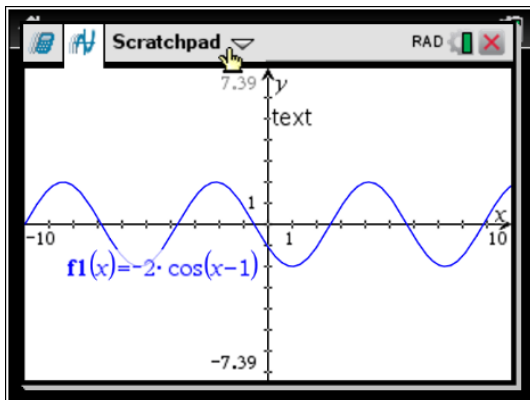 Scratchpad RAD
7.39 y
text
1
x
-10 1 10
f1(x)=-2· cos(x-1)
-7.39